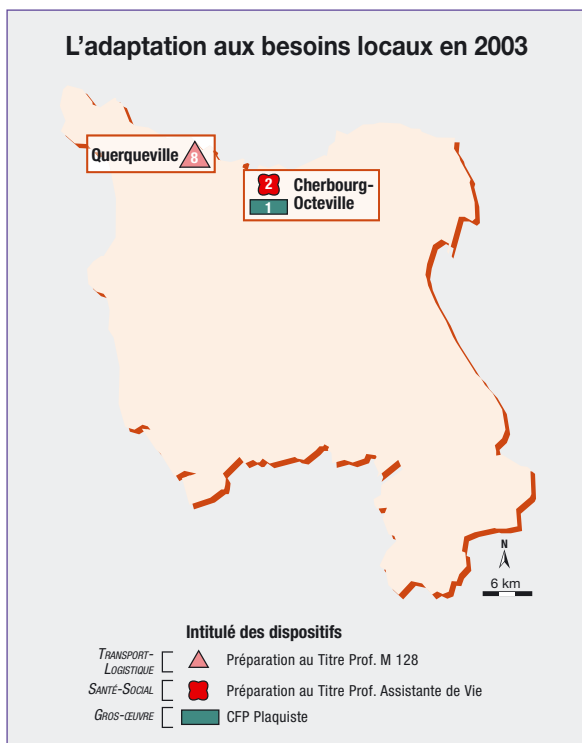 L'adaptation aux besoins locaux en 2003
Querqueville 8
2 Cherbourg-
1 Octeville
N
6 km
Intitulé des dispositifs
TRANSPORT-
LOGISTIQUE Préparation au Titre Prof. M 128
SANTÉ-SOCIAL Préparation au Titre Prof. Assistante de Vie
GROS-ŒUVRE CFP Plaquiste